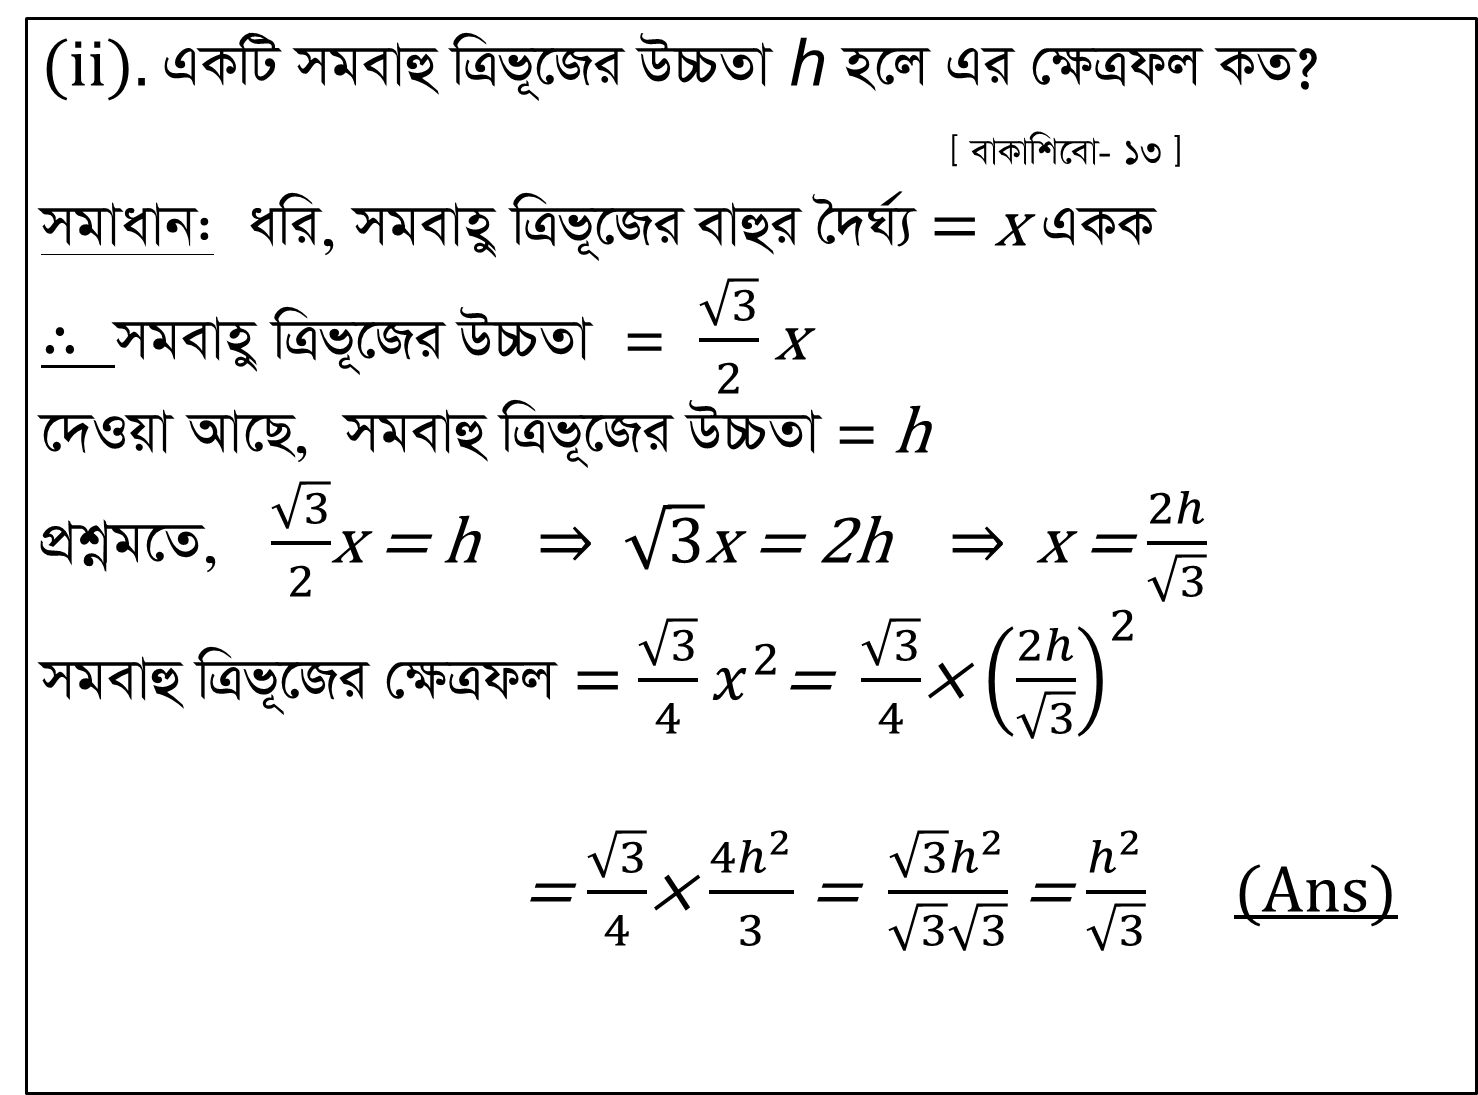 (ii). একটি সমবাহু ত্রিভূজের উচ্চতা h হলে এর ক্ষেত্রফল কত?
[ বাকাশিবো- ১৩ ]
সমাধানঃ ধরি, সমবাহু ত্রিভূজের বাহুর দৈর্ঘ্য = x একক
∴ সমবাহু ত্রিভূজের উচ্চতা = √3/2 x
দেওয়া আছে, সমবাহু ত্রিভূজের উচ্চতা = h
প্রশ্নমতে, √3/2 x = h ⇒ √3x = 2h ⇒ x = 2h/√3
সমবাহু ত্রিভূজের ক্ষেত্রফল = √3/4 x² = √3/4 × (2h/√3)²
= √3/4 × 4h²/3 = √3h²/√3√3 = h²/√3 (Ans)